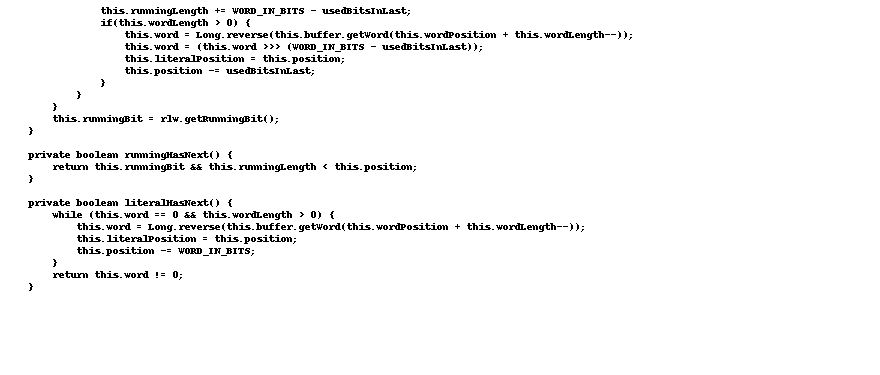 this.runningLength += WORD_IN_BITS - usedBitsInLast;
if(this.wordLength > 0) {
this.word = Long.reverse(this.buffer.getWord(this.wordPosition + this.wordLength--));
this.word = (this.word >>> (WORD_IN_BITS - usedBitsInLast));
this.literalPosition = this.position;
this.position -= usedBitsInLast;
}
}
}
this.runningBit = rlw.getRunningBit();
}
private boolean runningHasNext() {
return this.runningBit && this.runningLength < this.position;
}
private boolean literalHasNext() {
while (this.word == 0 && this.wordLength > 0) {
this.word = Long.reverse(this.buffer.getWord(this.wordPosition + this.wordLength--));
this.literalPosition = this.position;
this.position -= WORD_IN_BITS;
}
return this.word != 0;
}